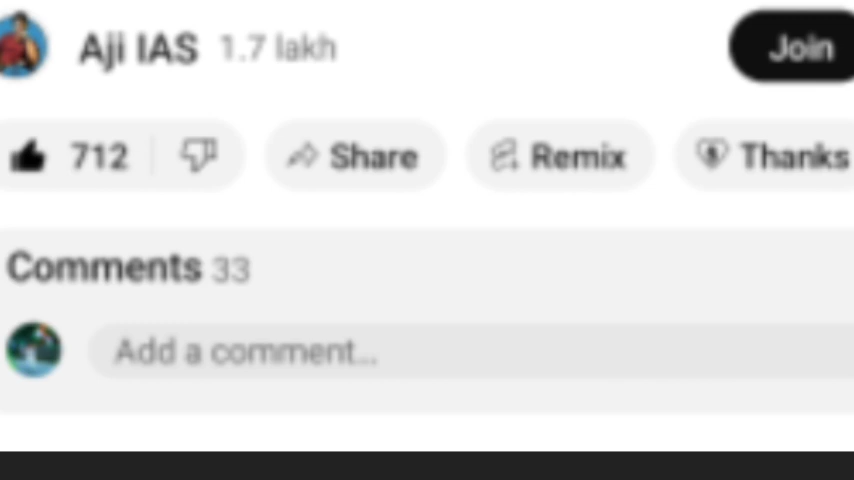 Aji IAS 1.7 lakh Join
712 Share Remix Thanks
Comments 33
Add a comment...